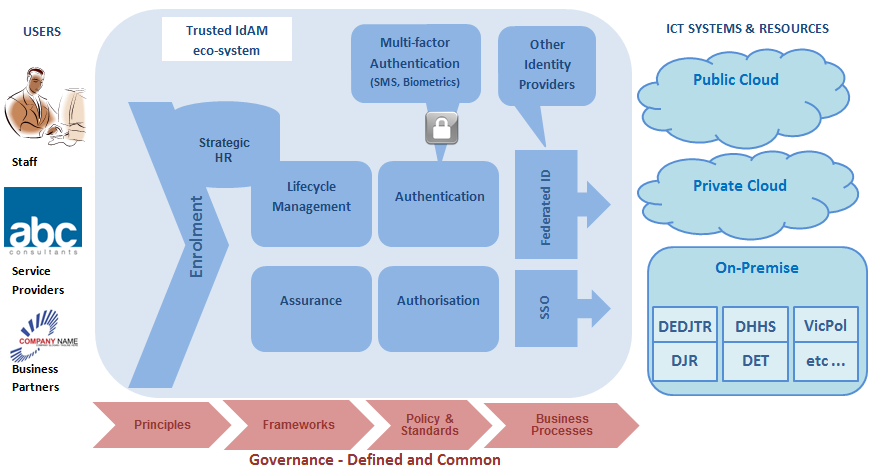 USERS
Trusted IdAM
eco-system
Multi-factor
Authentication
(SMS, Biometrics)
Other
Identity
Providers
ICT SYSTEMS & RESOURCES
Public Cloud
Staff
Strategic
HR
Enrolment
Lifecycle
Management
Authentication
Federated ID
Private Cloud
abc
consultants
Service
Providers
Assurance
Authorisation
SSO
On-Premise
DEDJTR
DHHS
VicPol
DJR
DET
etc ...
COMPANY NAME
Business
Partners
Principles
Frameworks
Policy &
Standards
Business
Processes
Governance - Defined and Common